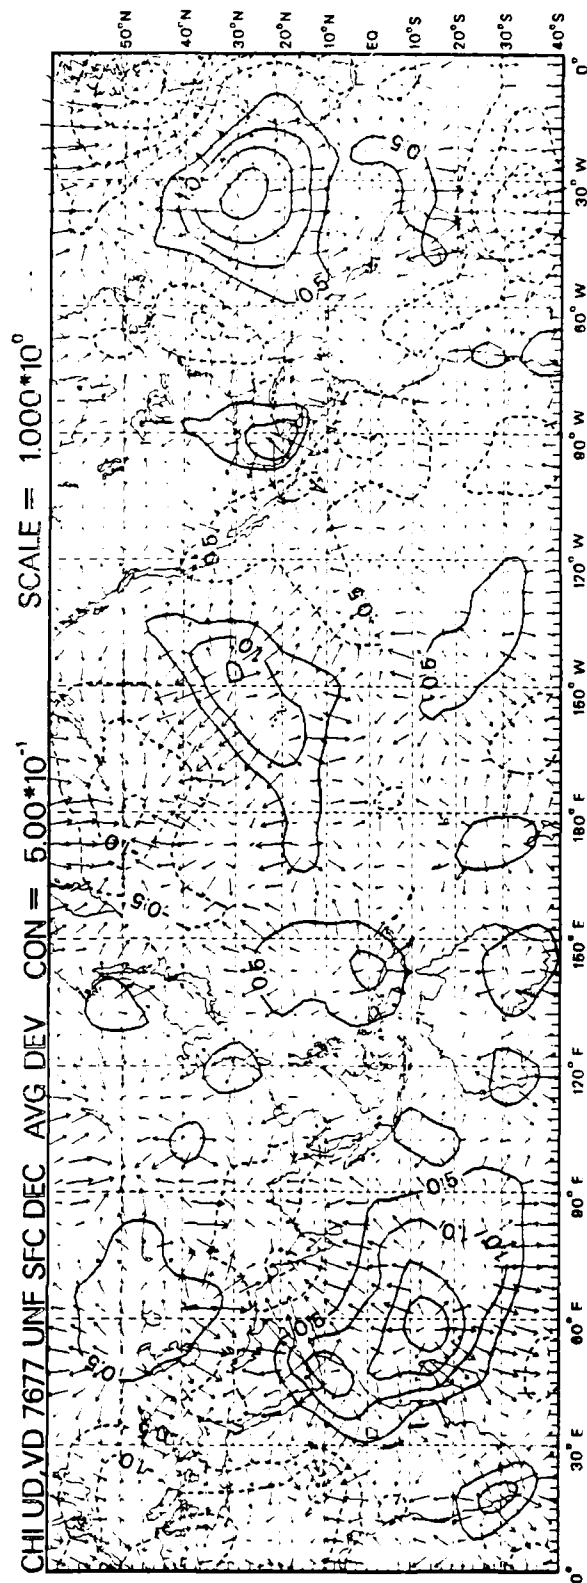 CHI UD, VD 7677 UNF SFC DEC AVG DEV CON = 5.00*10⁻¹ SCALE = 1.000*10⁰
50°N
40°N
30°N
20°N
10°N
EQ
10°S
20°S
30°S
40°S
0°
30° E
60° E
90° E
120° E
150° E
180° E
150° W
120° W
90° W
60° W
30° W
0°
0.5
1.0
0.5
0.5
1.0
1.0
0.5
-0.5
1.0
0.5
-0.5
0.5
0.5
1.0
0.5